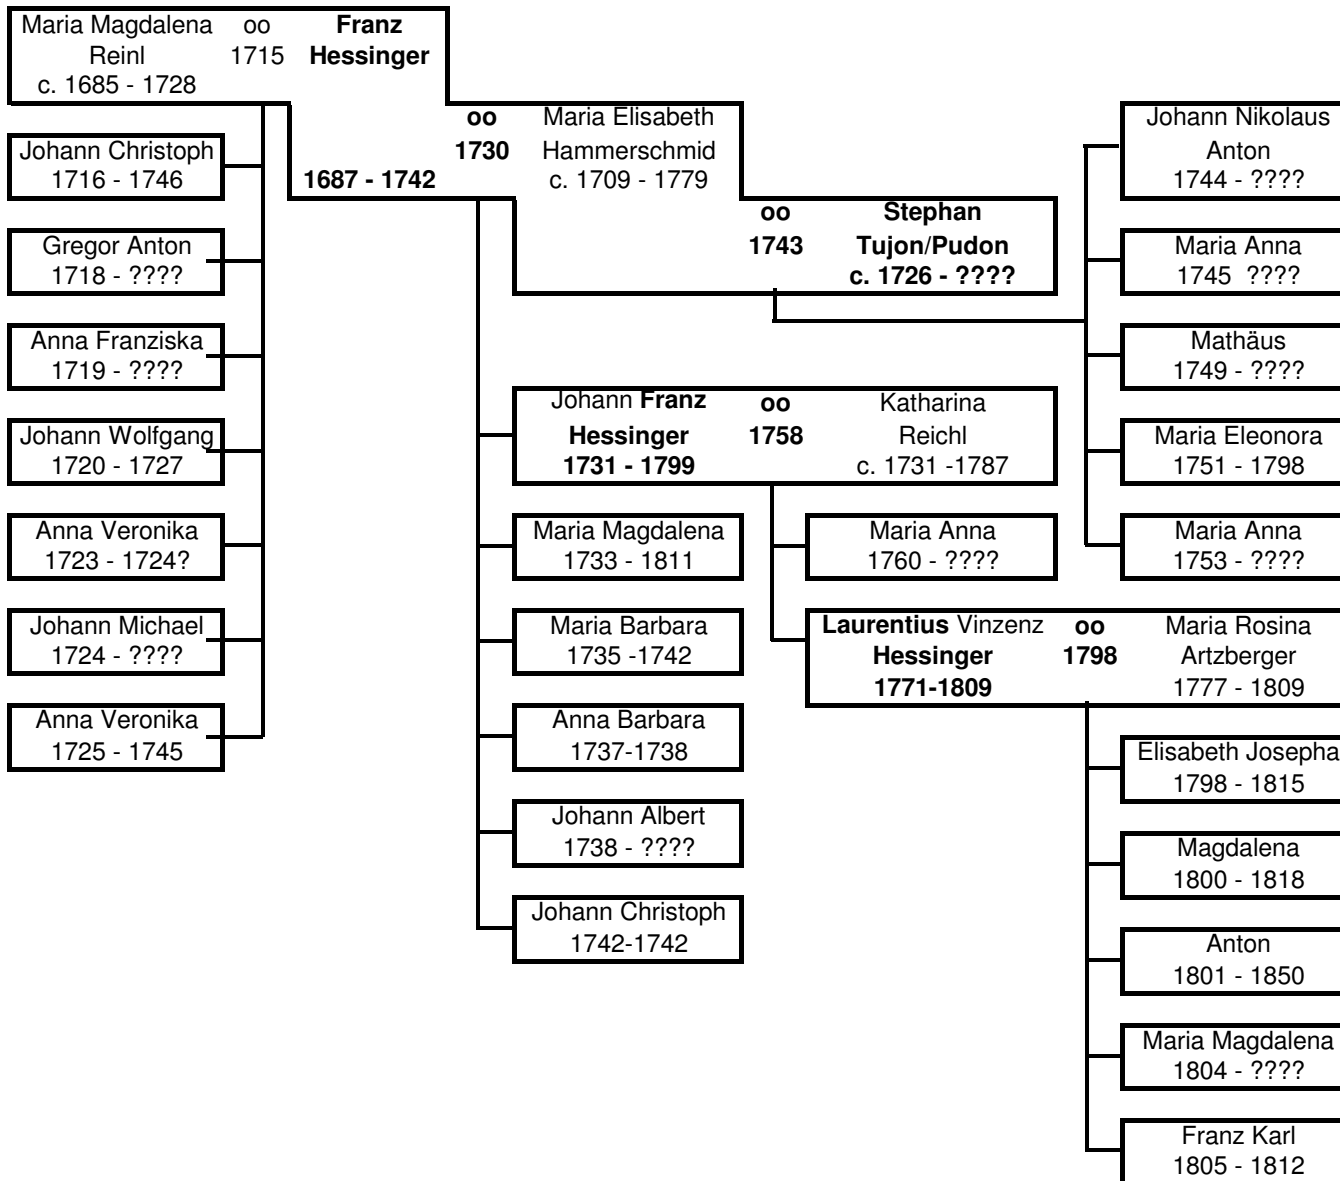 Maria Magdalena oo Franz
Reinl 1715 Hessinger
c. 1685 - 1728
oo Maria Elisabeth
1730 Hammerschmid
1687 - 1742 c. 1709 - 1779
oo Stephan
1743 Tujon/Pudon
c. 1726 - ????
Johann Christoph
1716 - 1746
Gregor Anton
1718 - ????
Anna Franziska
1719 - ????
Johann Wolfgang
1720 - 1727
Anna Veronika
1723 - 1724?
Johann Michael
1724 - ????
Anna Veronika
1725 - 1745
Johann Franz oo Katharina
Hessinger 1758 Reichl
1731 - 1799 c. 1731 -1787
Maria Magdalena
1733 - 1811
Maria Barbara
1735 -1742
Anna Barbara
1737-1738
Johann Albert
1738 - ????
Johann Christoph
1742-1742
Maria Anna
1760 - ????
Laurentius Vinzenz oo Maria Rosina
Hessinger 1798 Artzberger
1771-1809 1777 - 1809
Johann Nikolaus
Anton
1744 - ????
Maria Anna
1745 ????
Mathäus
1749 - ????
Maria Eleonora
1751 - 1798
Maria Anna
1753 - ????
Elisabeth Josepha
1798 - 1815
Magdalena
1800 - 1818
Anton
1801 - 1850
Maria Magdalena
1804 - ????
Franz Karl
1805 - 1812